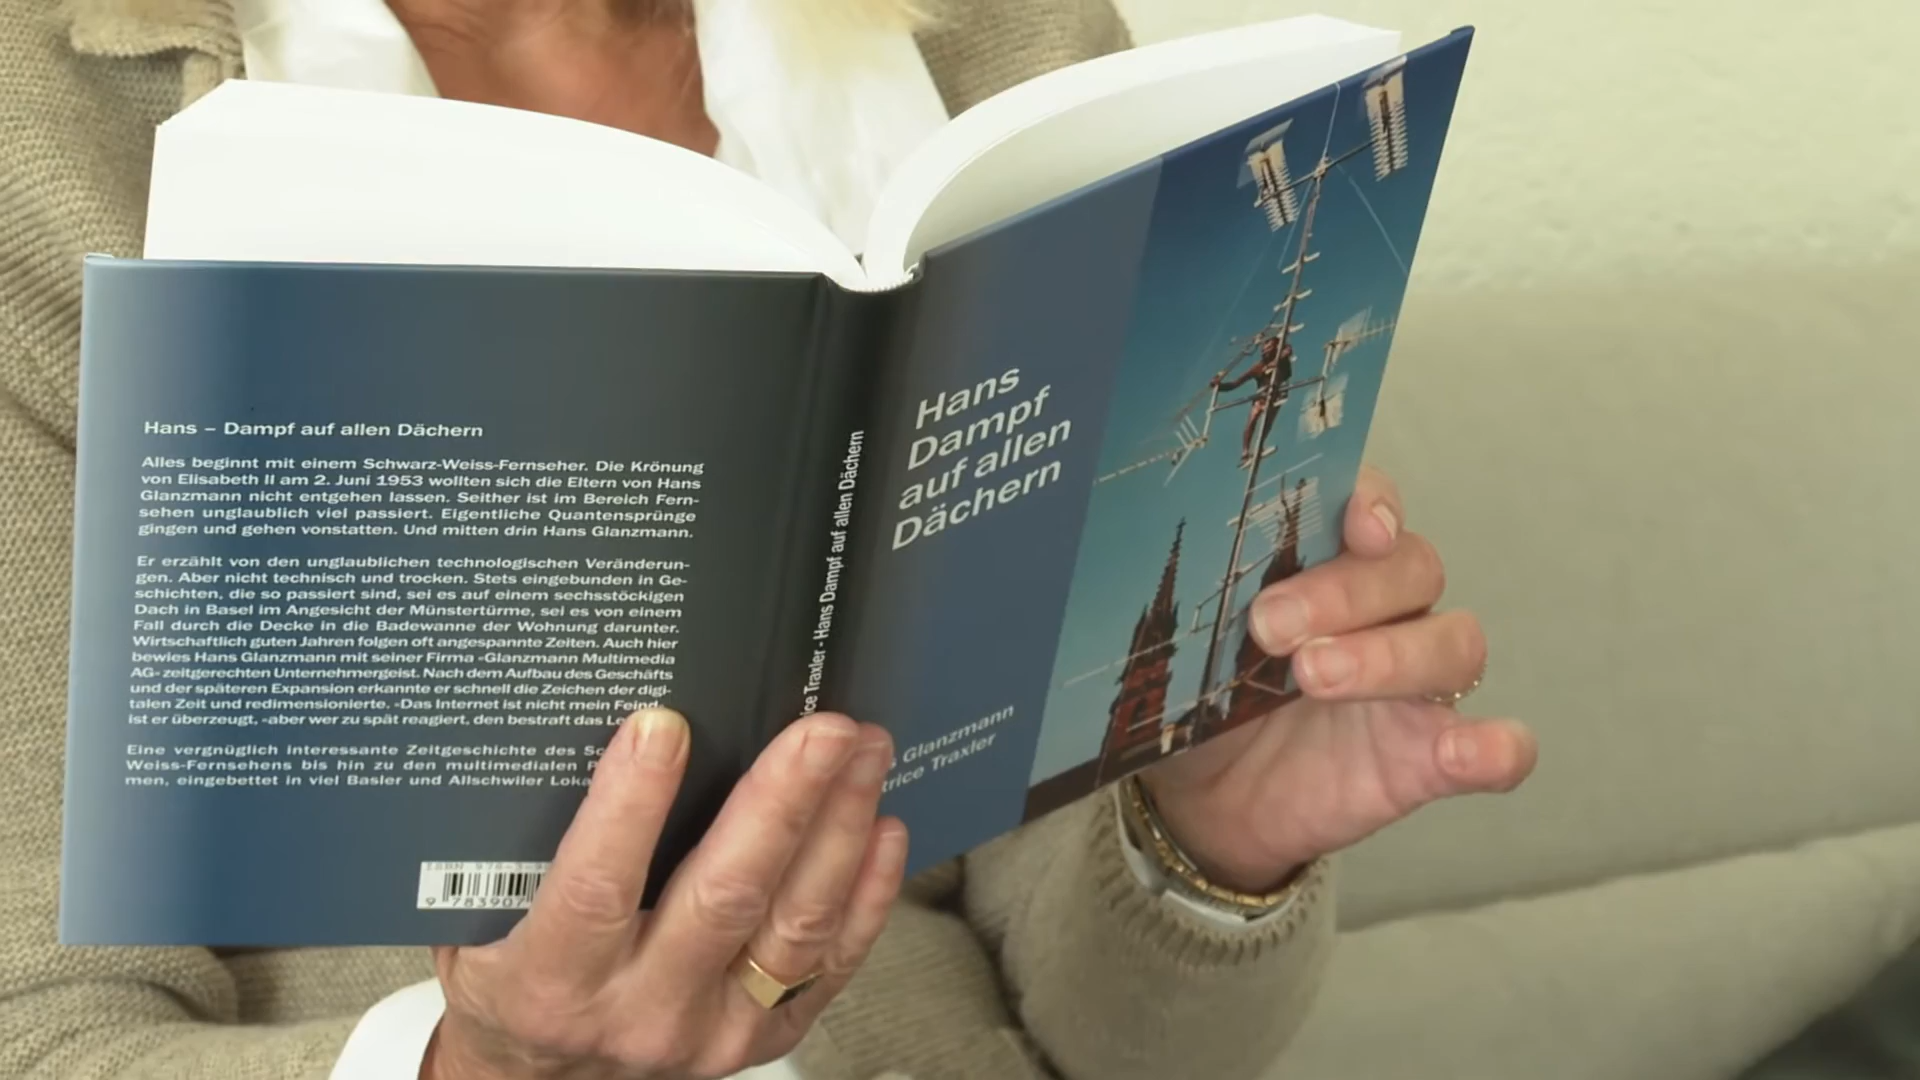 Hans – Dampf auf allen Dächern
Alles beginnt mit einem Schwarz-Weiss-Fernseher. Die Krönung
von Elisabeth II am 2. Juni 1953 wollten sich die Eltern von Hans
Glanzmann nicht entgehen lassen. Seither ist im Bereich Fern-
sehen unglaublich viel passiert. Eigentliche Quantensprünge
gingen und gehen vonstatten. Und mitten drin Hans Glanzmann.
Er erzählt von den unglaublichen technologischen Veränderun-
gen. Aber nicht technisch und trocken. Stets eingebunden in Ge-
schichten, die so passiert sind, sei es auf einem sechsstöckigen
Dach in Basel im Angesicht der Münstertürme, sei es von einem
Fall durch die Decke in die Badewanne der Wohnung darunter.
Wirtschaftlich guten Jahren folgen oft angespannte Zeiten. Auch hier
bewies Hans Glanzmann mit seiner Firma «Glanzmann Multimedia
AG» zeitgerechten Unternehmergeist. Nach dem Aufbau des Geschäfts
und der späteren Expansion erkannte er schnell die Zeichen der digi-
talen Zeit und redimensionierte. «Das Internet ist nicht mein Feind»
ist er überzeugt, «aber wer zu spät reagiert, den bestraft das
Eine vergnüglich interessante Zeitgeschichte des
Weiss-Fernsehens bis hin zu den multimedialen
men, eingebettet in viel Basler und Allschwiler
ISBN 978-3-9
9 783907
Traxler - Hans Dampf auf allen Dächern
Hans
Dampf
auf allen
Dächern
Glanzmann
Traxler